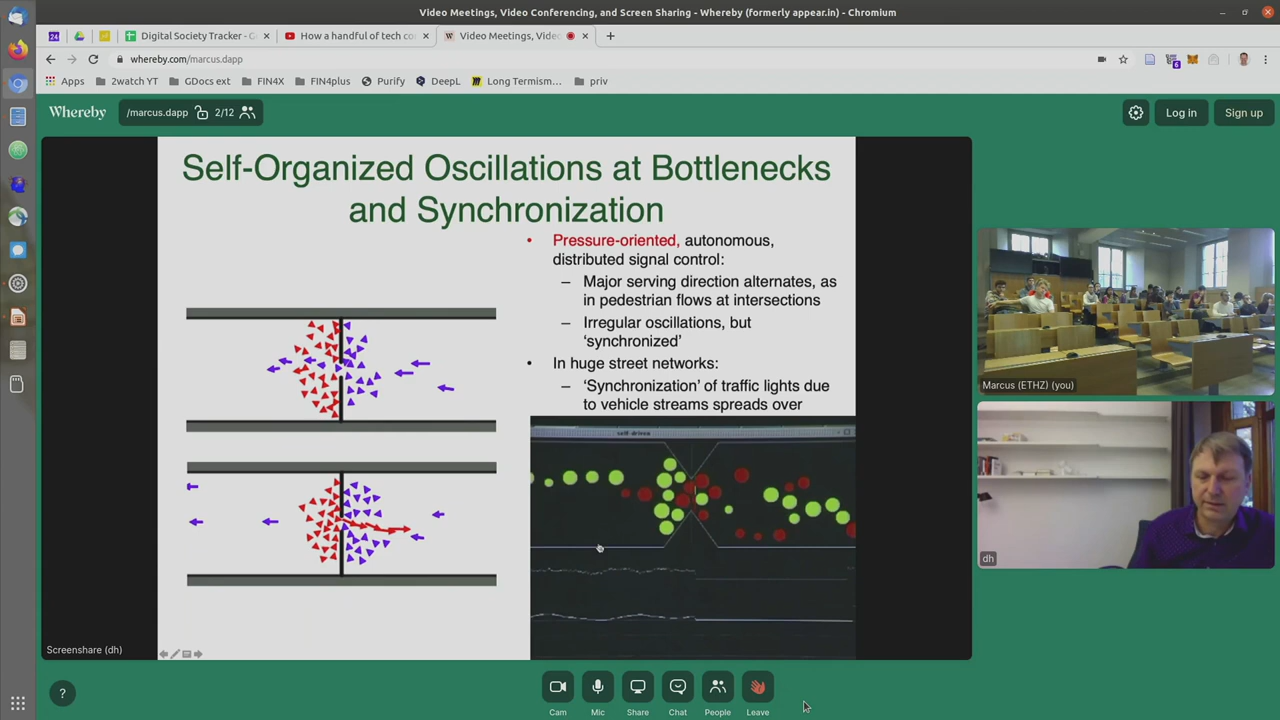 Video Meetings, Video Conferencing, and Screen Sharing - Whereby (formerly appear.in) - Chromium
24
Digital Society Tracker - G
How a handful of tech co
Video Meetings, Vide
whereby.com/marcus.dapp
6
Apps
2watch YT
GDocs ext
FIN4X
FIN4plus
Purify
DeepL
Long Termism...
priv
Whereby
/marcus.dapp
2/12
Log in
Sign up
Self-Organized Oscillations at Bottlenecks
and Synchronization
• Pressure-oriented, autonomous,
distributed signal control:
– Major serving direction alternates, as
in pedestrian flows at intersections
– Irregular oscillations, but
‘synchronized’
• In huge street networks:
– ‘Synchronization’ of traffic lights due
to vehicle streams spreads over
Marcus (ETHZ) (you)
dh
Screenshare (dh)
?
Cam
Mic
Share
Chat
People
Leave